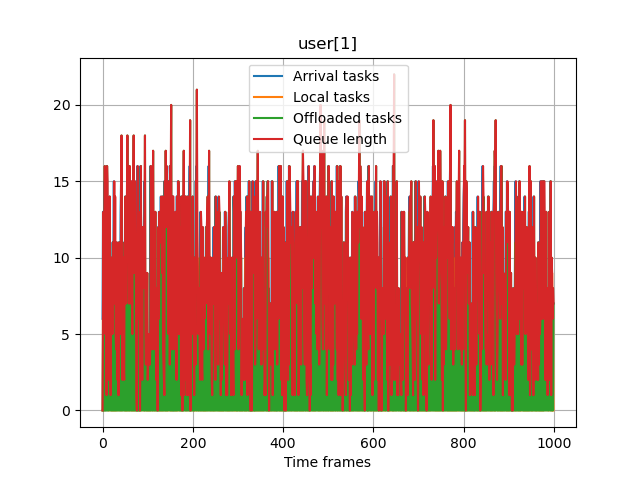 user[1]
Arrival tasks
Local tasks
Offloaded tasks
Queue length
20
15
10
5
0
0 200 400 600 800 1000
Time frames